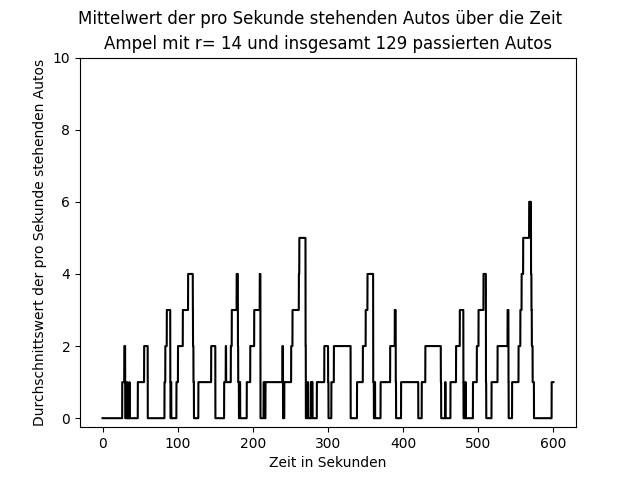 Mittelwert der pro Sekunde stehenden Autos über die Zeit
Ampel mit r= 14 und insgesamt 129 passierten Autos
Durchschnittswert der pro Sekunde stehenden Autos
10
8
6
4
2
0
0 100 200 300 400 500 600
Zeit in Sekunden